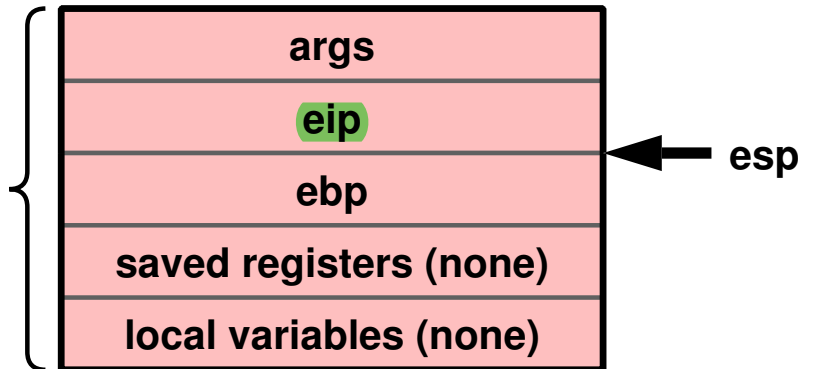 args
eip
esp
ebp
saved registers (none)
local variables (none)